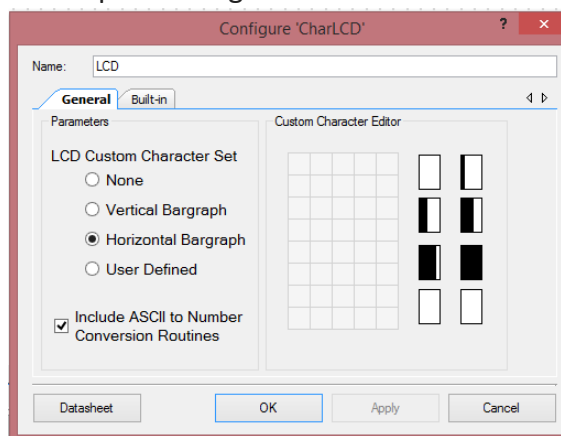 Configure 'CharLCD'
? ×
Name: LCD
General Built-in
Parameters
LCD Custom Character Set
None
Vertical Bargraph
Horizontal Bargraph
User Defined
Include ASCII to Number
Conversion Routines
Custom Character Editor
Datasheet OK Apply Cancel